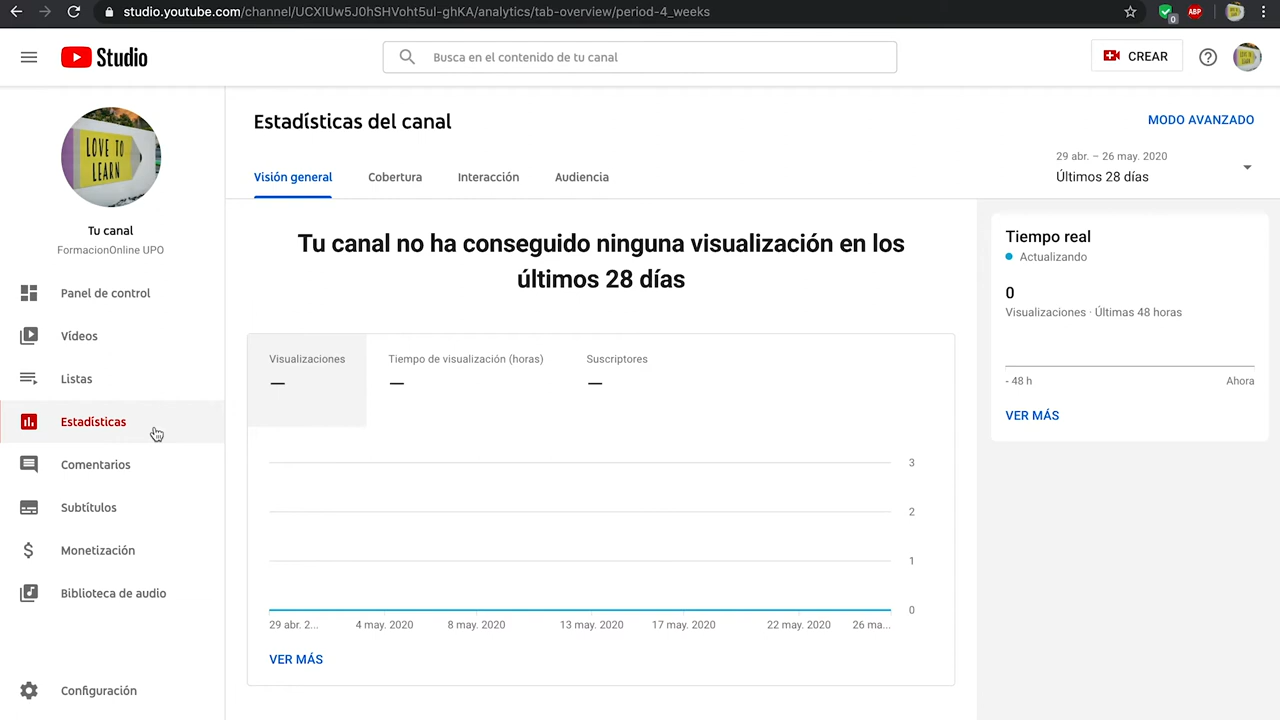 studio.youtube.com/channel/UCXIUw5J0hSHVoht5ul-ghKA/analytics/tab-overview/period-4_weeks
0
ABP
Studio
Busca en el contenido de tu canal
CREAR
LOVE TO
LEARN
Tu canal
FormacionOnline UPO
Panel de control
Vídeos
Listas
Estadísticas
Comentarios
Subtítulos
Monetización
Biblioteca de audio
Configuración
Estadísticas del canal
MODO AVANZADO
Visión general
Cobertura
Interacción
Audiencia
29 abr. – 26 may. 2020
Últimos 28 días
Tu canal no ha conseguido ninguna visualización en los
últimos 28 días
Visualizaciones
—
Tiempo de visualización (horas)
—
Suscriptores
—
3
2
1
0
29 abr. 2...
4 may. 2020
8 may. 2020
13 may. 2020
17 may. 2020
22 may. 2020
26 ma...
VER MÁS
Tiempo real
Actualizando
0
Visualizaciones · Últimas 48 horas
- 48 h
Ahora
VER MÁS